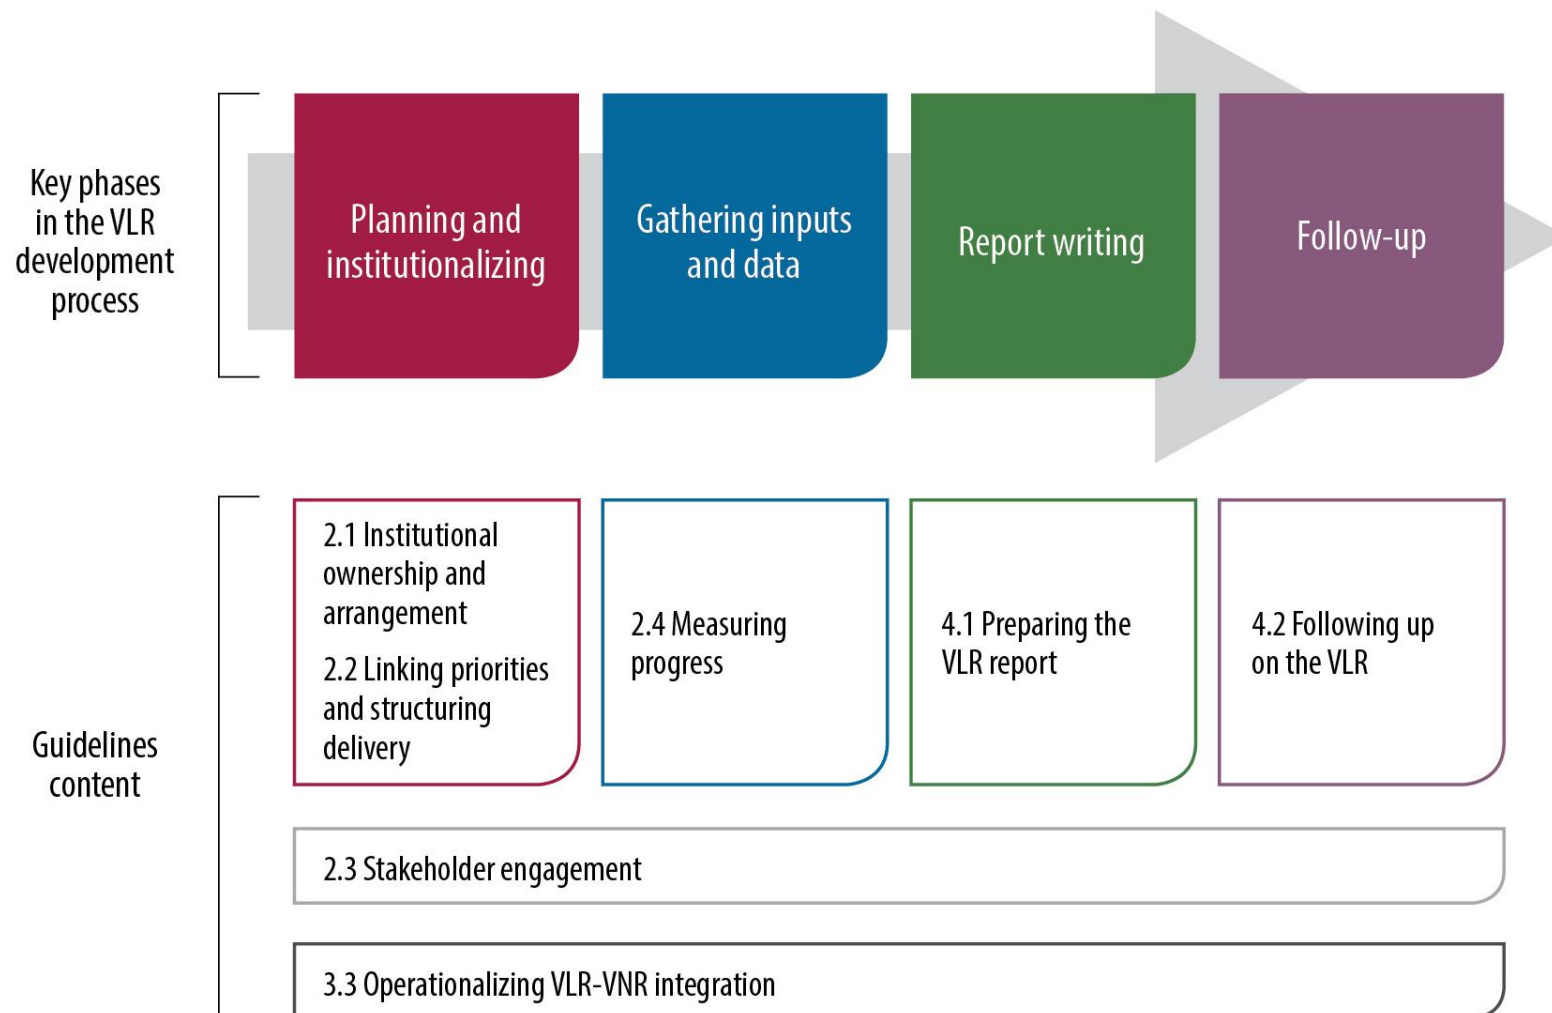 Key phases
in the VLR
development
process
Planning and
institutionalizing
Gathering inputs
and data
Report writing
Follow-up
Guidelines
content
2.1 Institutional
ownership and
arrangement
2.2 Linking priorities
and structuring
delivery
2.4 Measuring
progress
4.1 Preparing the
VLR report
4.2 Following up
on the VLR
2.3 Stakeholder engagement
3.3 Operationalizing VLR-VNR integration